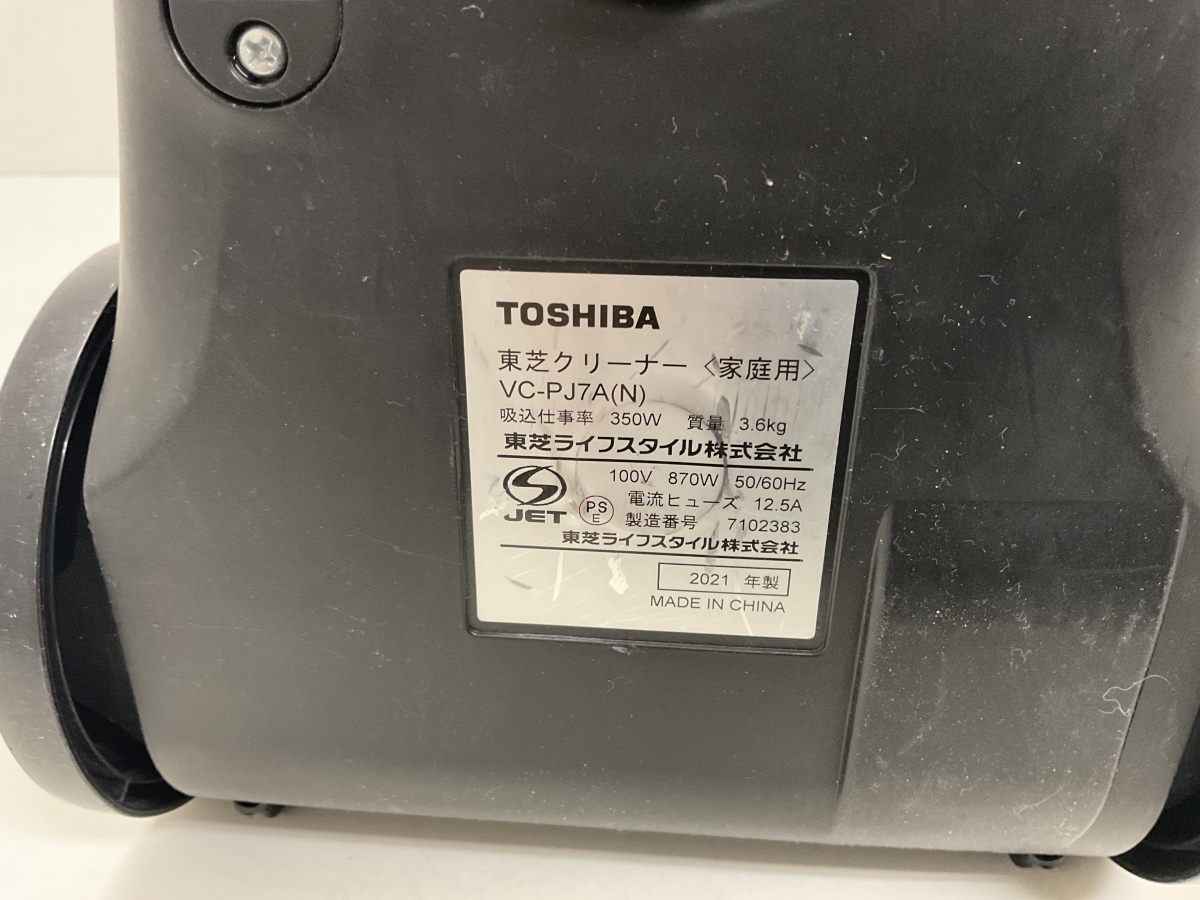 TOSHIBA
東芝クリーナー〈家庭用〉
VC-PJ7A(N)
吸込仕事率 350W 質量 3.6kg
東芝ライフスタイル株式会社
100V 870W 50/60Hz
電流ヒューズ 12.5A
JET PS E 製造番号 7102383
東芝ライフスタイル株式会社
2021 年製
MADE IN CHINA